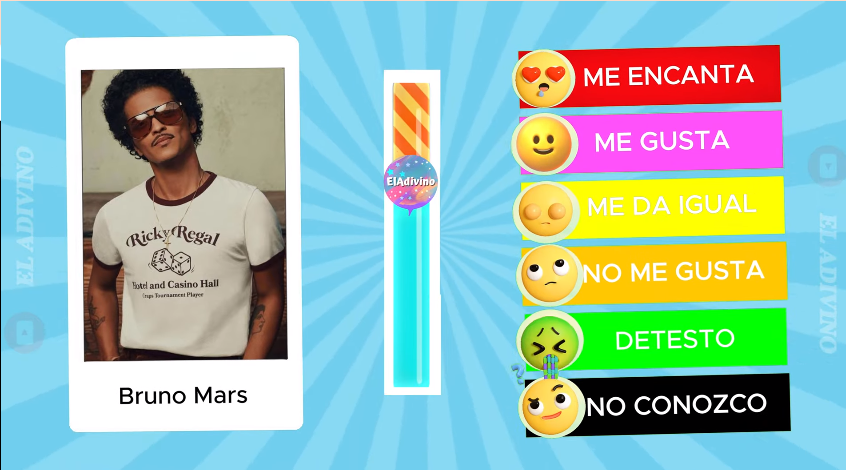 Ricky Regal
Hotel and Casino Hall
Craps Tournament Player
Bruno Mars
ElAdivino
ME ENCANTA
ME GUSTA
ME DA IGUAL
NO ME GUSTA
DETESTO
NO CONOZCO
EL ADIVINO
EL ADIVINO